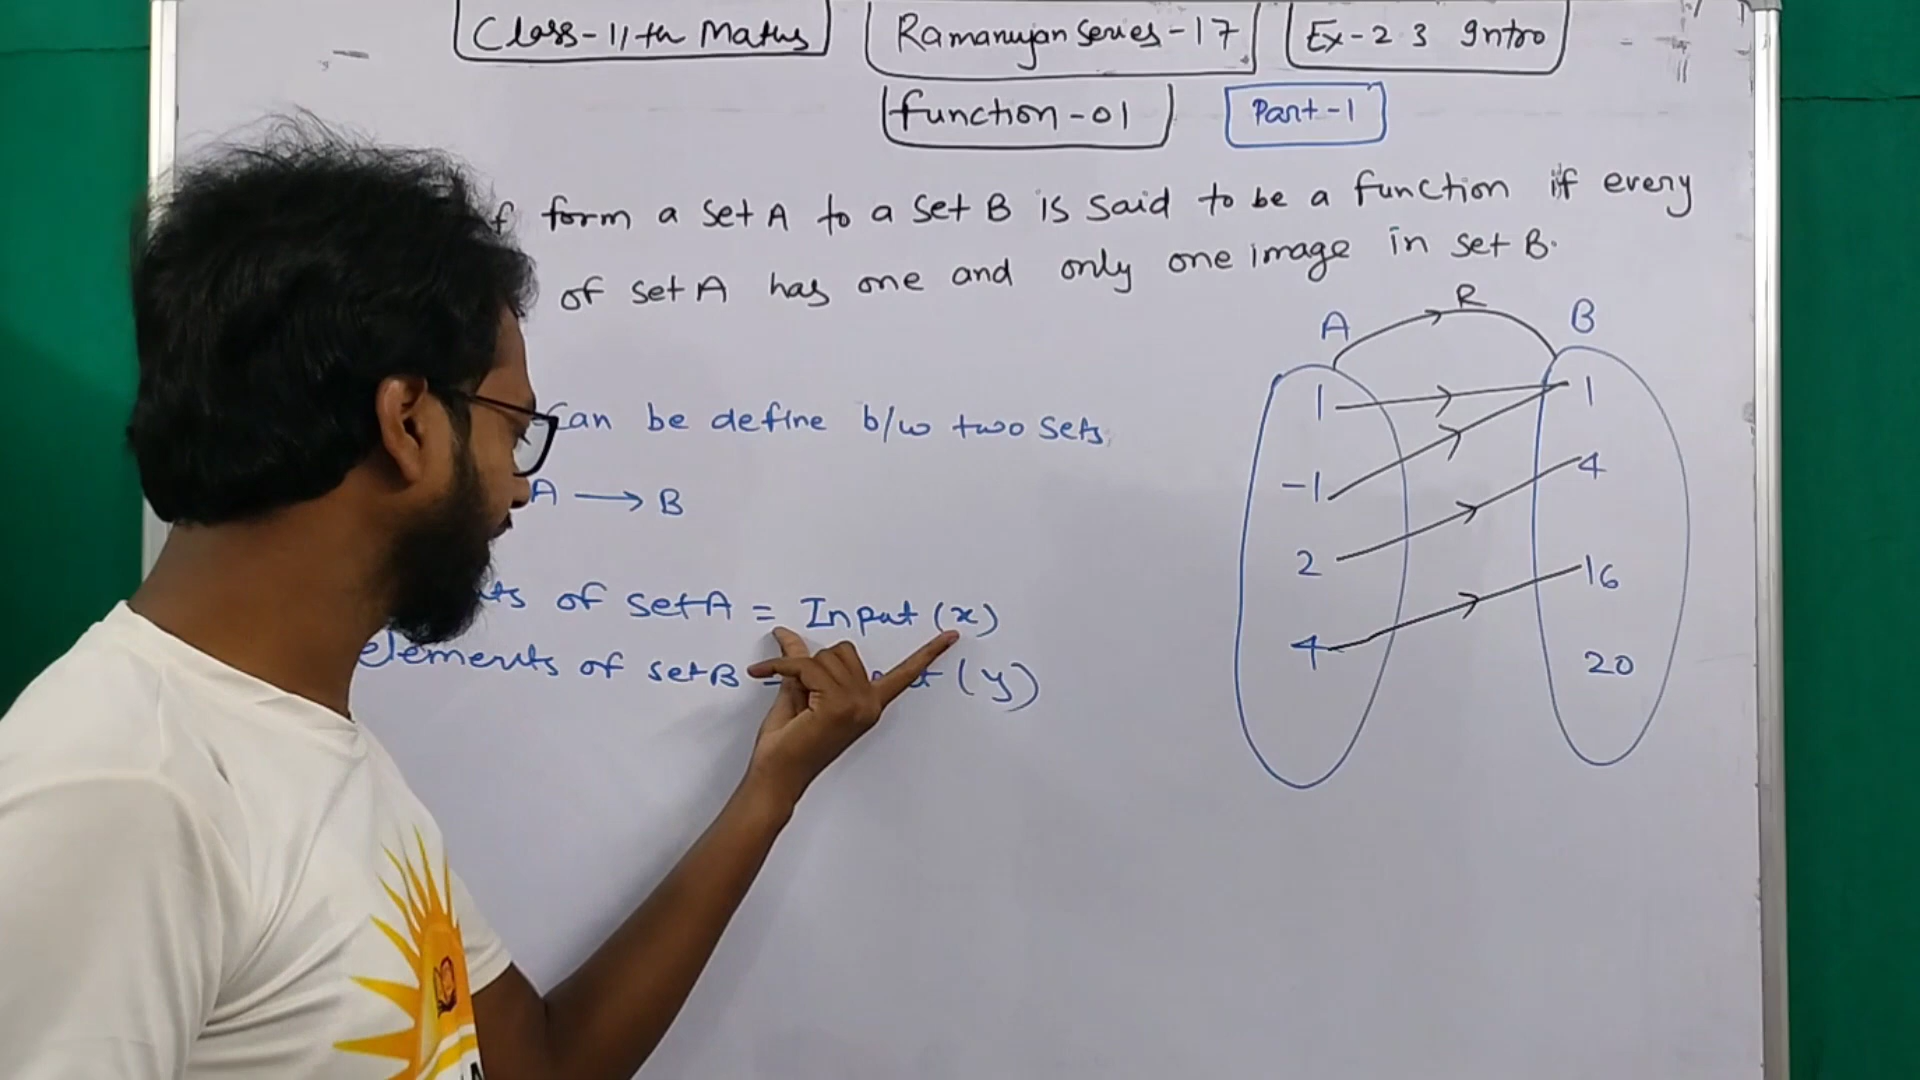 Class-11th Maths
Ramanujan Series-17
Ex-2.3 Intro
function-01
Part-1
f form a set A to a set B is said to be a function if every
of set A has one and only one image in set B.
R
A
B
1
1
Can be define b/w two sets.
-1
4
A → B
2
16
of set A = Input (x)
4
20
elements of set B = (y)